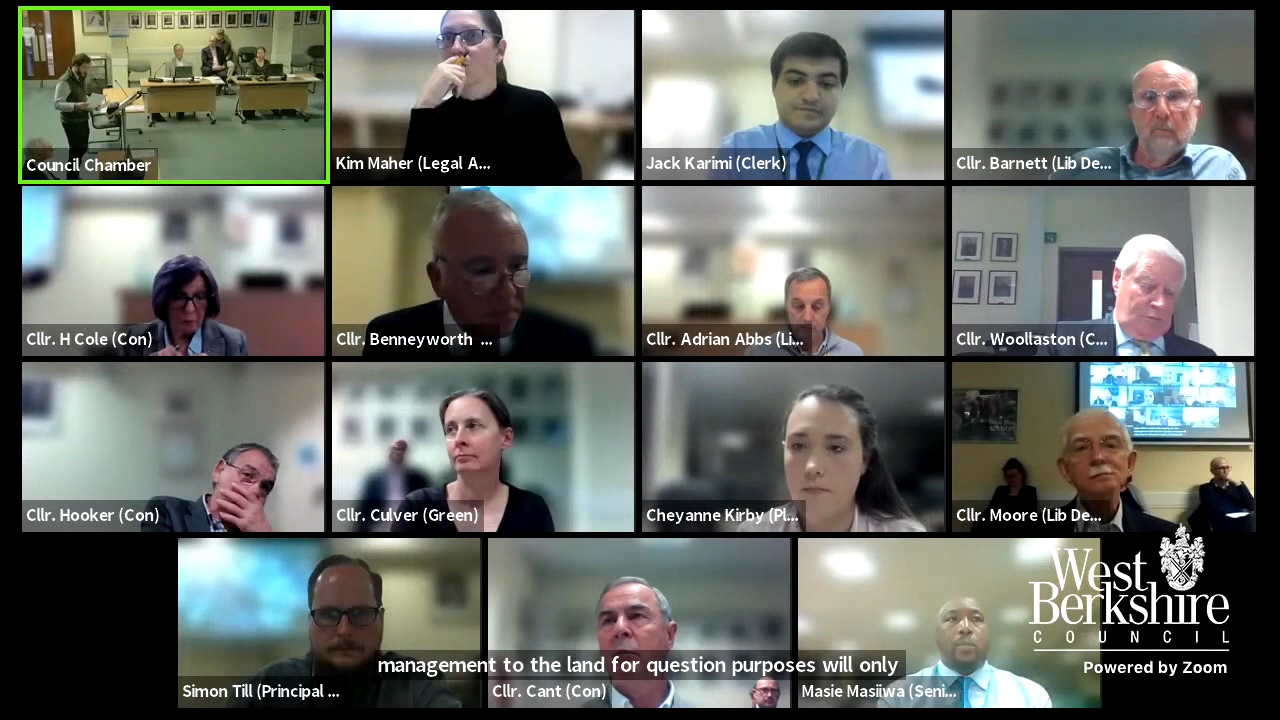 Council Chamber
Kim Maher (Legal A...
Jack Karimi (Clerk)
Cllr. Barnett (Lib De...
Cllr. H Cole (Con)
Cllr. Benneyworth ...
Cllr. Adrian Abbs (Li...
Cllr. Woollaston (C...
Cllr. Hooker (Con)
Cllr. Culver (Green)
Cheyanne Kirby (Pl...
Cllr. Moore (Lib De...
West
Berkshire
COUNCIL
Powered by Zoom
management to the land for question purposes will only
Simon Till (Principal ...
Cllr. Cant (Con)
Masie Masiiwa (Seni...